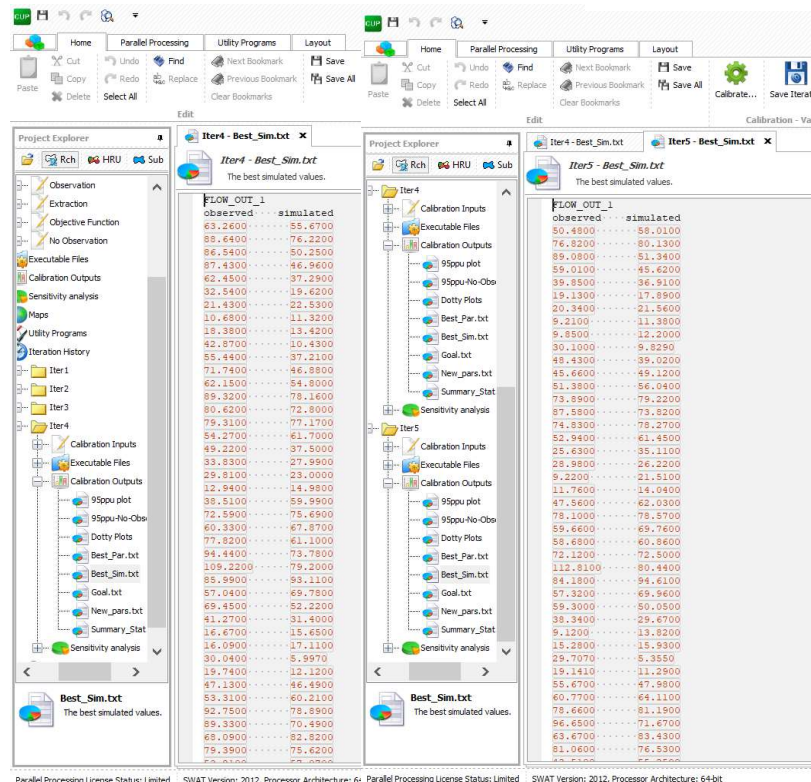 CUP
Home Parallel Processing Utility Programs Layout
Paste
Cut
Copy
Delete
Undo
Redo
Select All
Find
Replace
Next Bookmark
Previous Bookmark
Clear Bookmarks
Save
Save All
Edit
Project Explorer
Rch HRU Sub
Observation
Extraction
Objective Function
No Observation
Executable Files
Calibration Outputs
Sensitivity analysis
Maps
Utility Programs
Iteration History
Iter1
Iter2
Iter3
Iter4
Calibration Inputs
Executable Files
Calibration Outputs
95ppu plot
95ppu-No-Obs
Dotty Plots
Best_Par.txt
Best_Sim.txt
Goal.txt
New_pars.txt
Summary_Stat
Sensitivity analysis
Best_Sim.txt
The best simulated values.
Iter4 - Best_Sim.txt
Iter4 - Best_Sim.txt
The best simulated values.
FLOW_OUT_1
observed simulated
63.2600 55.6700
88.6400 76.2200
86.5400 50.2500
87.4300 46.9600
62.4500 37.2900
32.5400 19.6200
21.4300 22.5300
10.6800 11.3200
18.3800 13.4200
42.8700 10.4300
55.4400 37.2100
71.7400 46.8800
62.1500 54.8000
89.3200 78.1600
80.6200 72.8000
79.3100 77.1700
54.2700 61.7000
49.2200 37.5000
33.8300 27.9900
29.8100 23.0000
12.9400 14.9800
38.5100 59.9900
72.5900 75.6900
60.3300 67.8700
77.8200 61.1000
94.4400 73.7800
109.2200 79.2000
85.9900 93.1100
57.0400 69.7800
69.4500 52.2200
41.2700 31.4000
16.6700 15.6500
16.0900 17.1100
30.0400 5.9970
19.7400 12.1200
47.1300 46.4900
53.3100 60.2100
92.7500 78.8900
89.3300 70.4900
68.0900 82.8200
79.3900 75.6200
Parallel Processing License Status: Limited SWAT Version: 2012, Processor Architecture: 64
CUP
Home Parallel Processing Utility Programs Layout
Paste
Cut
Copy
Delete
Undo
Redo
Select All
Find
Replace
Next Bookmark
Previous Bookmark
Clear Bookmarks
Save
Save All
Calibrate...
Save Iterat
Edit
Calibration - Va
Project Explorer
Rch HRU Sub
Iter4
Calibration Inputs
Executable Files
Calibration Outputs
95ppu plot
95ppu-No-Obs
Dotty Plots
Best_Par.txt
Best_Sim.txt
Goal.txt
New_pars.txt
Summary_Stat
Sensitivity analysis
Iter5
Calibration Inputs
Executable Files
Calibration Outputs
95ppu plot
95ppu-No-Obs
Dotty Plots
Best_Par.txt
Best_Sim.txt
Goal.txt
New_pars.txt
Summary_Stat
Sensitivity analysis
Best_Sim.txt
The best simulated values.
Iter4 - Best_Sim.txt Iter5 - Best_Sim.txt
Iter5 - Best_Sim.txt
The best simulated values.
FLOW_OUT_1
observed simulated
50.4800 58.0100
76.8200 80.1300
89.0800 51.3400
59.0100 45.6200
39.8500 36.9100
19.1300 17.8900
20.3400 21.5600
9.2100 11.3800
9.8500 12.2000
30.1000 9.8290
48.4300 39.0200
45.6600 49.1200
51.3800 56.0400
73.8900 79.2200
87.5800 73.8200
74.8300 78.2700
52.9400 61.4500
25.6300 35.1100
28.9800 26.2200
9.2200 21.5100
11.7600 14.0400
47.5600 62.0300
78.1000 78.5700
59.6600 69.7600
58.6800 60.8600
72.1200 72.5000
112.8100 80.4400
84.1800 94.6100
57.3200 69.9600
59.3000 50.0500
38.3400 29.6700
9.1200 13.8200
15.2800 15.9300
29.7070 5.3550
19.1410 11.2900
55.6700 47.9800
60.7700 64.1100
78.6600 81.1900
96.6500 71.6700
63.6700 83.4300
81.0600 76.5300
Parallel Processing License Status: Limited SWAT Version: 2012, Processor Architecture: 64-bit